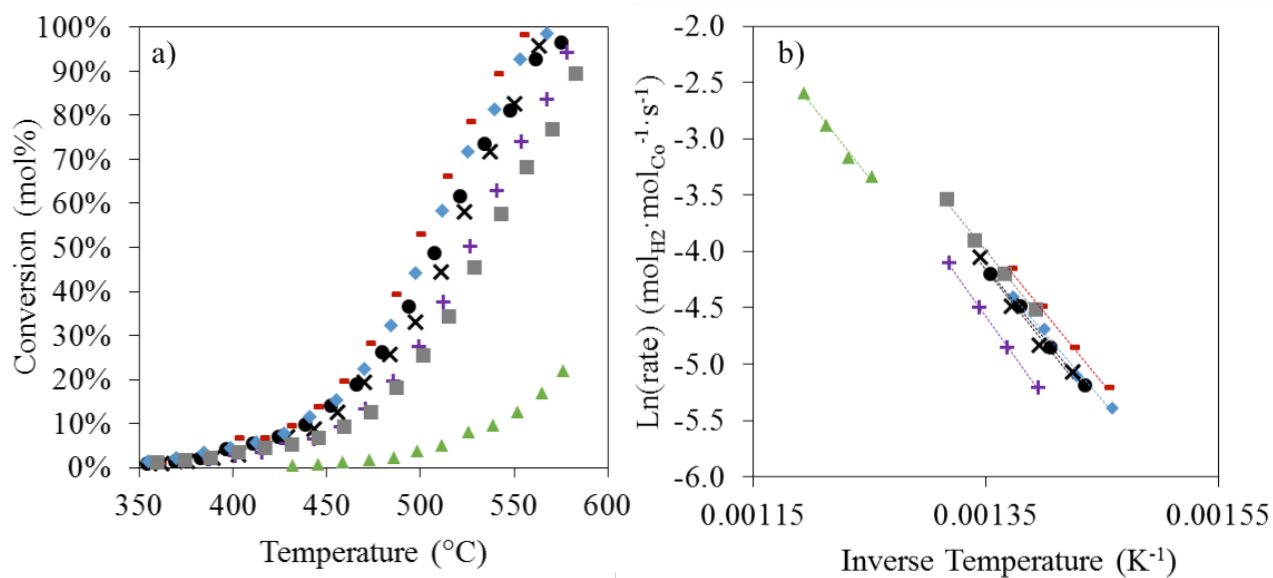 a)
100%
90%
80%
70%
60%
50%
40%
30%
20%
10%
0%
350 400 450 500 550 600
Temperature (°C)
Conversion (mol%)
b)
-2.0
-2.5
-3.0
-3.5
-4.0
-4.5
-5.0
-5.5
-6.0
0.00115 0.00135 0.00155
Inverse Temperature (K⁻¹)
Ln(rate) (mol_H2·mol_Co⁻¹·s⁻¹)